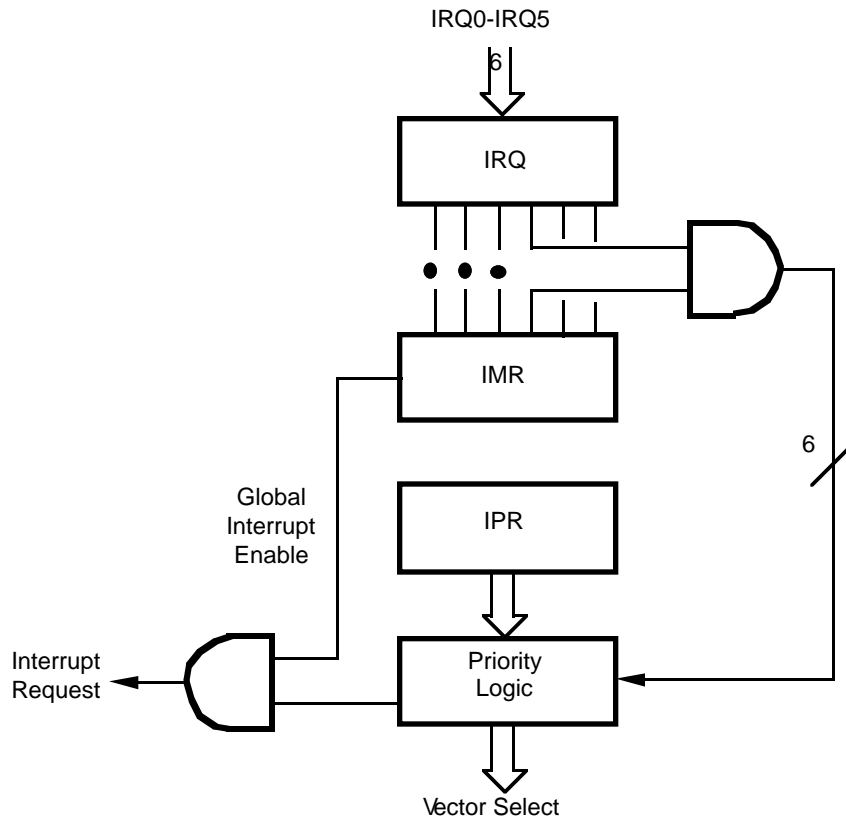 IRQ0-IRQ5
6
IRQ
IMR
6
Global
Interrupt
Enable
IPR
Interrupt
Request
Priority
Logic
Vector Select